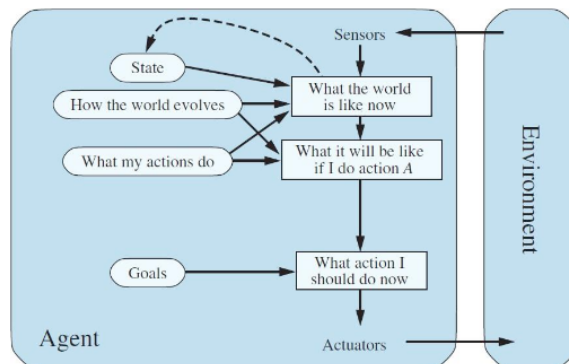 Sensors
State
What the world
is like now
How the world evolves
What my actions do
What it will be like
if I do action A
Goals
What action I
should do now
Agent
Actuators
Environment